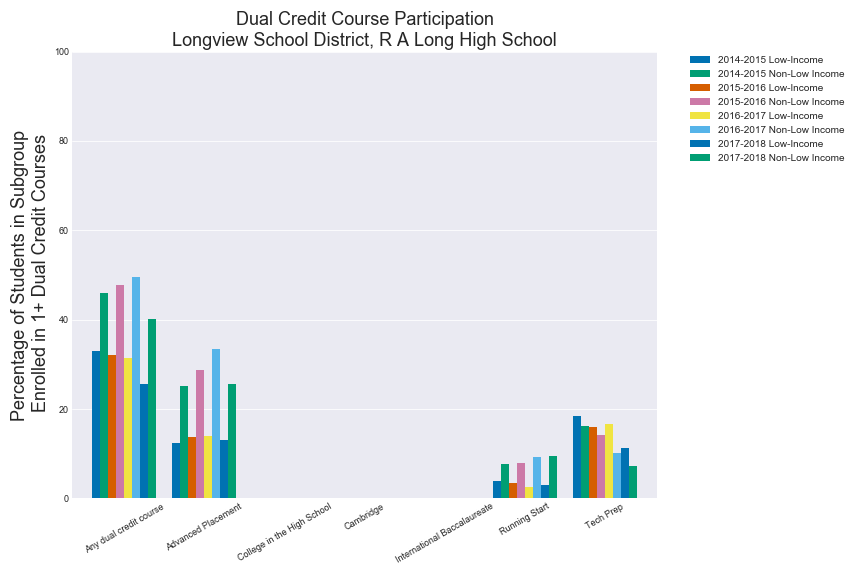 Dual Credit Course Participation
Longview School District, R A Long High School
Percentage of Students in Subgroup
Enrolled in 1+ Dual Credit Courses
100
80
60
40
20
0
Any dual credit course
Advanced Placement
College in the High School
Cambridge
International Baccalaureate
Running Start
Tech Prep
2014-2015 Low-Income
2014-2015 Non-Low Income
2015-2016 Low-Income
2015-2016 Non-Low Income
2016-2017 Low-Income
2016-2017 Non-Low Income
2017-2018 Low-Income
2017-2018 Non-Low Income